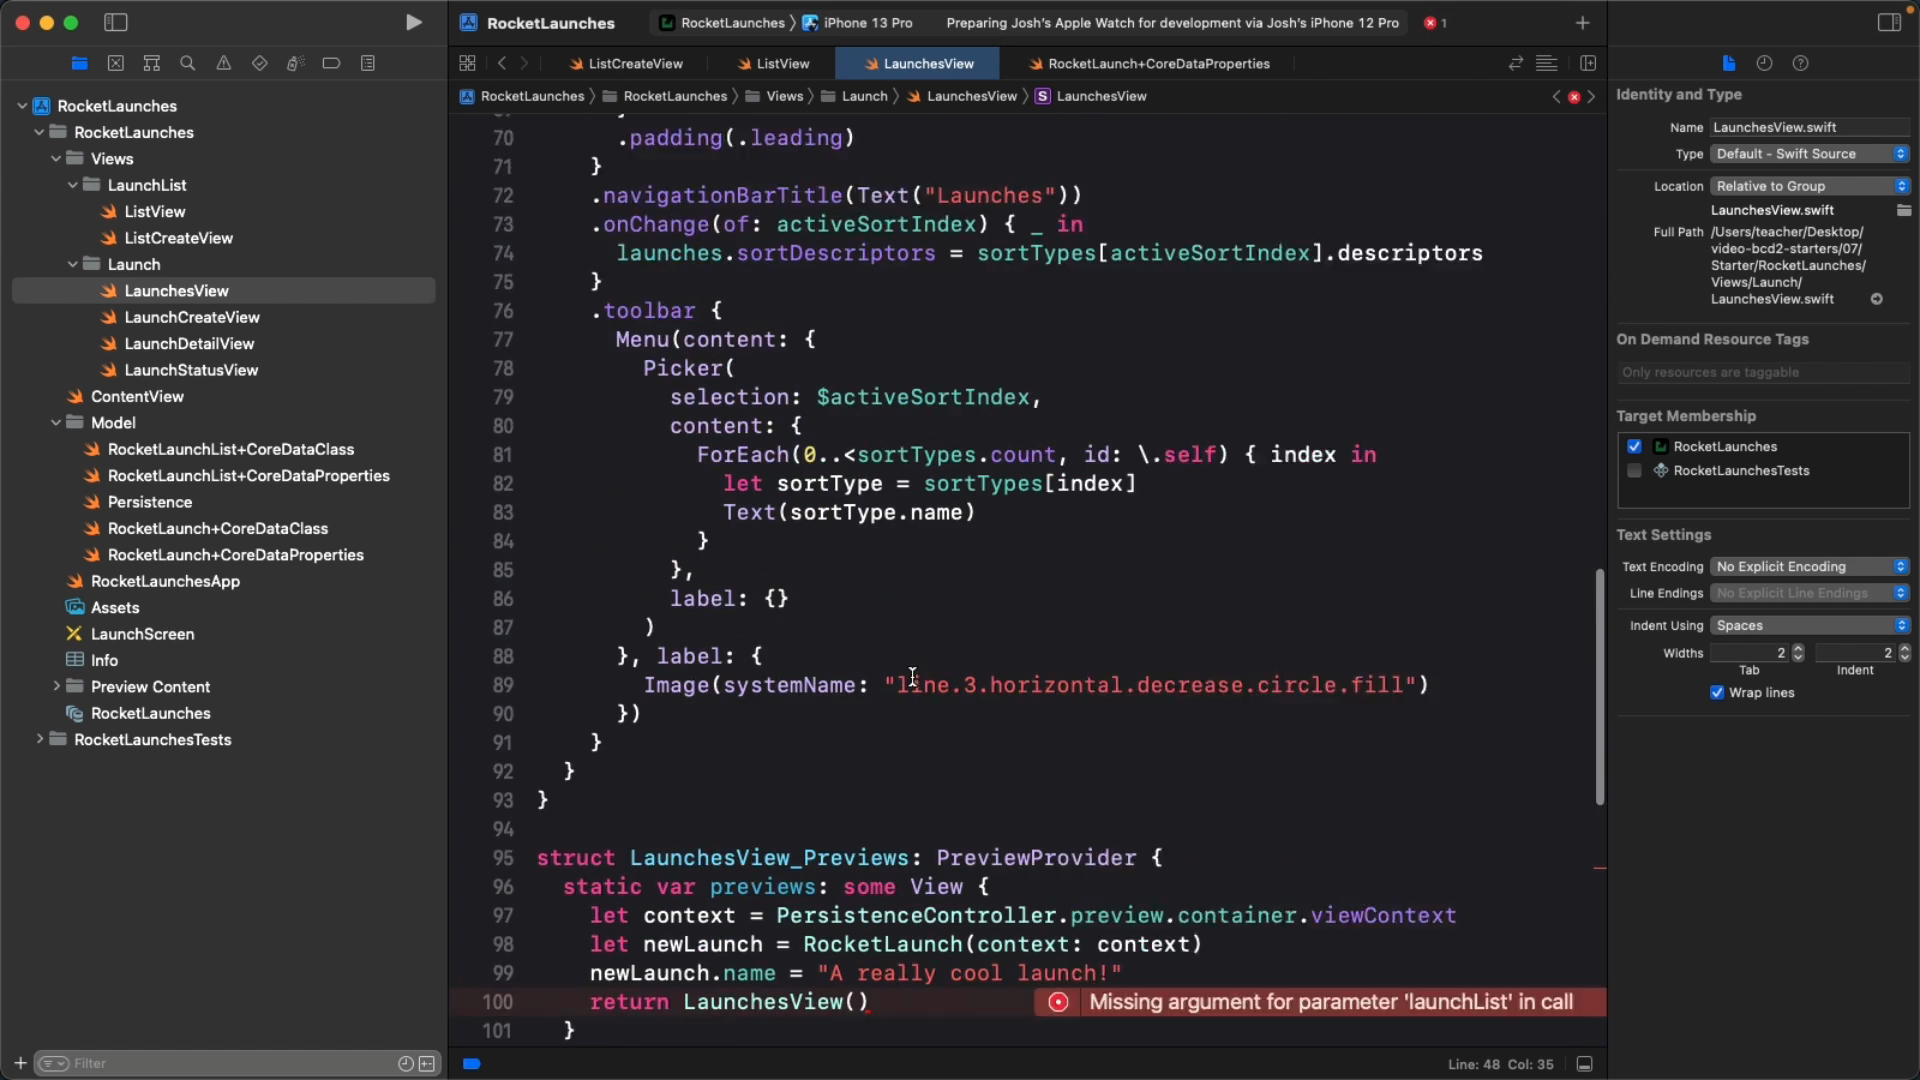 RocketLaunches
RocketLaunches
iPhone 13 Pro
Preparing Josh's Apple Watch for development via Josh's iPhone 12 Pro
1
ListCreateView
ListView
LaunchesView
RocketLaunch+CoreDataProperties
RocketLaunches
RocketLaunches
Views
Launch
LaunchesView
S
LaunchesView
RocketLaunches
RocketLaunches
Views
LaunchList
ListView
ListCreateView
Launch
LaunchesView
LaunchCreateView
LaunchDetailView
LaunchStatusView
ContentView
Model
RocketLaunchList+CoreDataClass
RocketLaunchList+CoreDataProperties
Persistence
RocketLaunch+CoreDataClass
RocketLaunch+CoreDataProperties
RocketLaunchesApp
Assets
LaunchScreen
Info
Preview Content
RocketLaunches
RocketLaunchesTests
Filter
70 .padding(.leading)
71 }
72 .navigationBarTitle(Text("Launches"))
73 .onChange(of: activeSortIndex) { _ in
74 launches.sortDescriptors = sortTypes[activeSortIndex].descriptors
75 }
76 .toolbar {
77 Menu(content: {
78 Picker(
79 selection: $activeSortIndex,
80 content: {
81 ForEach(0..<sortTypes.count, id: \.self) { index in
82 let sortType = sortTypes[index]
83 Text(sortType.name)
84 }
85 },
86 label: {}
87 )
88 }, label: {
89 Image(systemName: "line.3.horizontal.decrease.circle.fill")
90 })
91 }
92 }
93 }
94
95 struct LaunchesView_Previews: PreviewProvider {
96 static var previews: some View {
97 let context = PersistenceController.preview.container.viewContext
98 let newLaunch = RocketLaunch(context: context)
99 newLaunch.name = "A really cool launch!"
100 return LaunchesView()
Missing argument for parameter 'launchList' in call
101 }
Line: 48 Col: 35
Identity and Type
Name LaunchesView.swift
Type Default - Swift Source
Location Relative to Group
LaunchesView.swift
Full Path /Users/teacher/Desktop/
video-bcd2-starters/07/
Starter/RocketLaunches/
Views/Launch/
LaunchesView.swift
On Demand Resource Tags
Only resources are taggable
Target Membership
RocketLaunches
RocketLaunchesTests
Text Settings
Text Encoding No Explicit Encoding
Line Endings No Explicit Line Endings
Indent Using Spaces
Widths 2 2
Tab Indent
Wrap lines